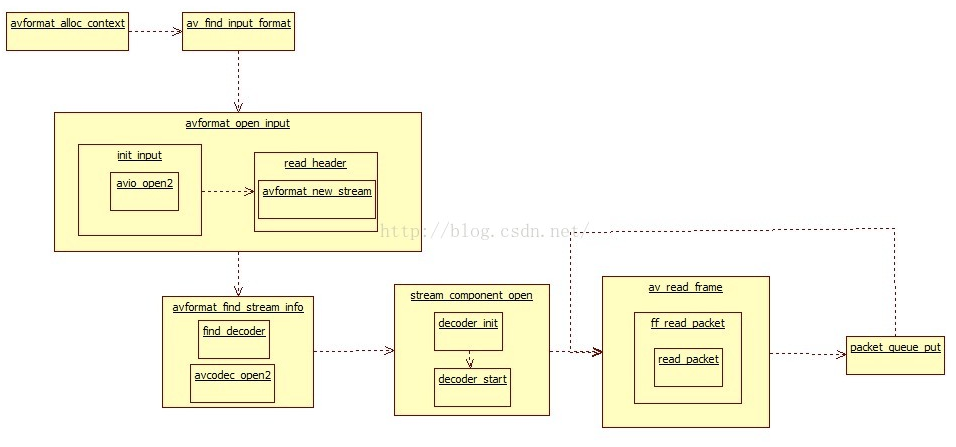 avformat_alloc_context
av_find_input_format
avformat_open_input
init_input
avio_open2
read_header
avformat_new_stream
http://blog.csdn.net/
avformat_find_stream_info
find_decoder
avcodec_open2
stream_component_open
decoder_init
decoder_start
av_read_frame
ff_read_packet
read_packet
packet_queue_put